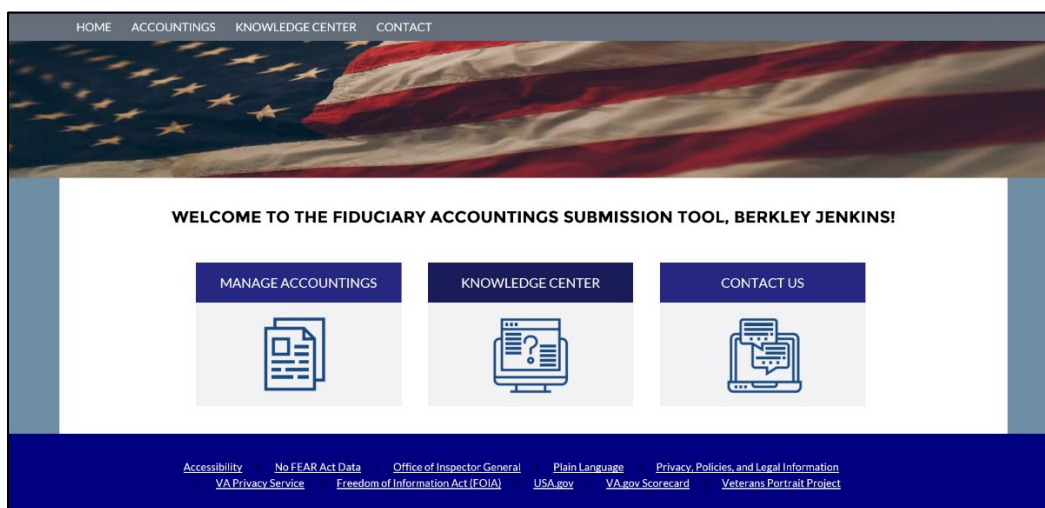 HOME ACCOUNTINGS KNOWLEDGE CENTER CONTACT
WELCOME TO THE FIDUCIARY ACCOUNTINGS SUBMISSION TOOL, BERKLEY JENKINS!
MANAGE ACCOUNTINGS KNOWLEDGE CENTER CONTACT US
?
Accessibility No FEAR Act Data Office of Inspector General Plain Language Privacy, Policies, and Legal Information
VA Privacy Service Freedom of Information Act (FOIA) USA.gov VA.gov Scorecard Veterans Portrait Project